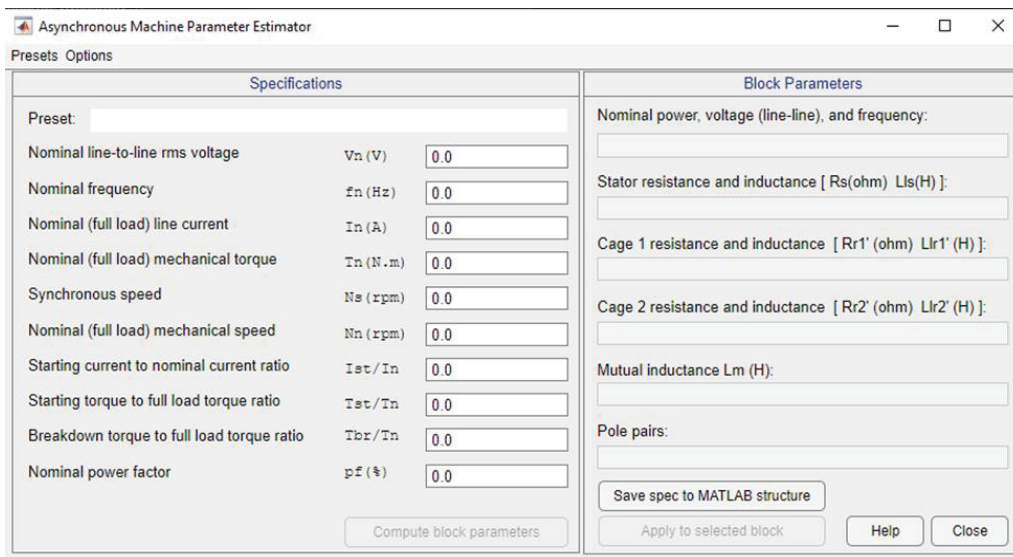 Asynchronous Machine Parameter Estimator
Presets Options
Specifications
Preset:
Nominal line-to-line rms voltage Vn(V) 0.0
Nominal frequency fn(Hz) 0.0
Nominal (full load) line current In(A) 0.0
Nominal (full load) mechanical torque Tn(N.m) 0.0
Synchronous speed Ns(rpm) 0.0
Nominal (full load) mechanical speed Nn(rpm) 0.0
Starting current to nominal current ratio Ist/In 0.0
Starting torque to full load torque ratio Tst/Tn 0.0
Breakdown torque to full load torque ratio Tbr/Tn 0.0
Nominal power factor pf(%) 0.0
Compute block parameters
Block Parameters
Nominal power, voltage (line-line), and frequency:
Stator resistance and inductance [ Rs(ohm) Lls(H) ]:
Cage 1 resistance and inductance [ Rr1' (ohm) Llr1' (H) ]:
Cage 2 resistance and inductance [ Rr2' (ohm) Llr2' (H) ]:
Mutual inductance Lm (H):
Pole pairs:
Save spec to MATLAB structure
Apply to selected block Help Close